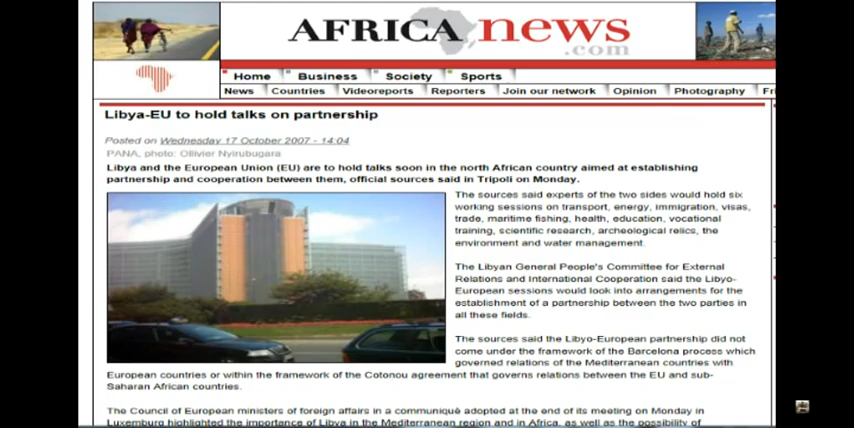 AFRICA news
.com
Home Business Society Sports
News Countries Videoreports Reporters Join our network Opinion Photography Fri
Libya-EU to hold talks on partnership
Posted on Wednesday 17 October 2007 - 14:04
PANA, photo: Ollivier Nyirubugara
Libya and the European Union (EU) are to hold talks soon in the north African country aimed at establishing
partnership and cooperation between them, official sources said in Tripoli on Monday.
The sources said experts of the two sides would hold six
working sessions on transport, energy, immigration, visas,
trade, maritime fishing, health, education, vocational
training, scientific research, archeological relics, the
environment and water management.
The Libyan General People's Committee for External
Relations and International Cooperation said the Libyo-
European sessions would look into arrangements for the
establishment of a partnership between the two parties in
all these fields.
The sources said the Libyo-European partnership did not
come under the framework of the Barcelona process which
governed relations of the Mediterranean countries with
European countries or within the framework of the Cotonou agreement that governs relations between the EU and sub-
Saharan African countries.
The Council of European ministers of foreign affairs in a communiqué adopted at the end of its meeting on Monday in
Luxemburg highlighted the importance of Libya in the Mediterranean region and in Africa, as well as the possibility of